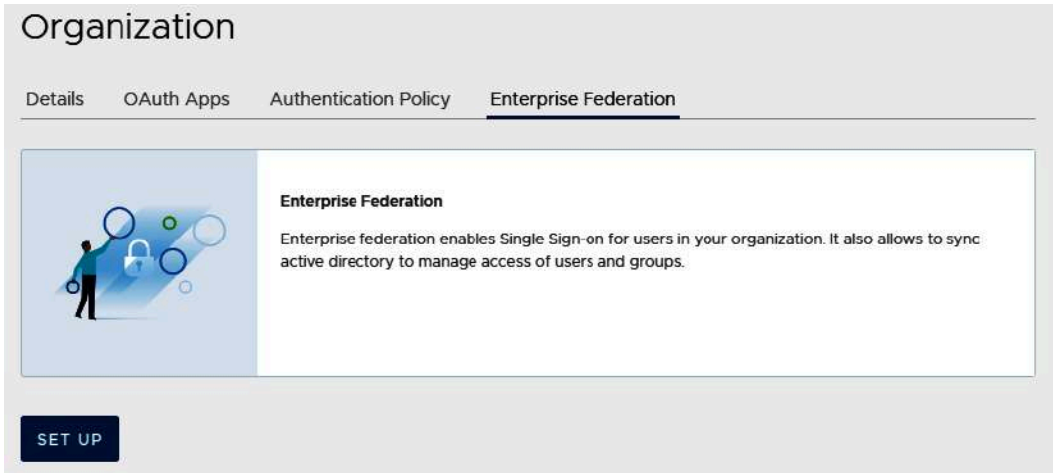 Organization
Details OAuth Apps Authentication Policy Enterprise Federation
Enterprise Federation
Enterprise federation enables Single Sign-on for users in your organization. It also allows to sync
active directory to manage access of users and groups.
SET UP